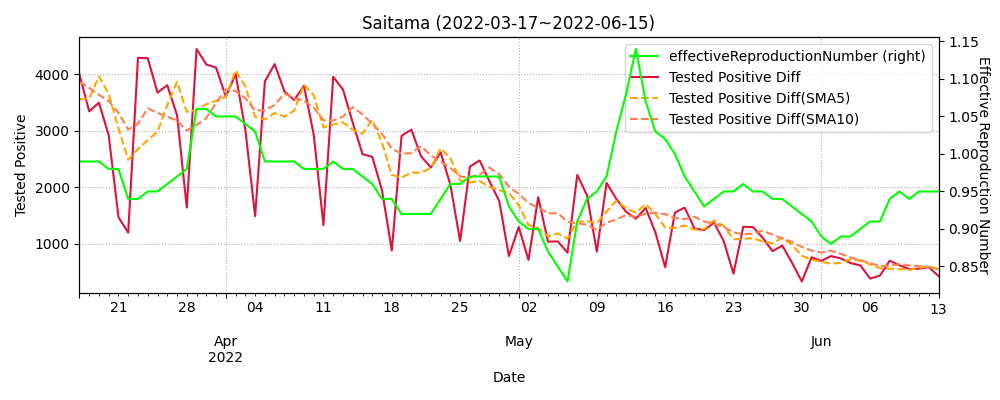 Saitama (2022-03-17~2022-06-15)
effectiveReproductionNumber (right)
Tested Positive Diff
Tested Positive Diff(SMA5)
Tested Positive Diff(SMA10)
Tested Positive
4000
3000
2000
1000
1.15
1.10
1.05
1.00
0.95
0.90
0.85
Effective Reproduction Number
21 28 04 11 18 25 02 09 16 23 30 06 13
Apr May Jun
2022
Date